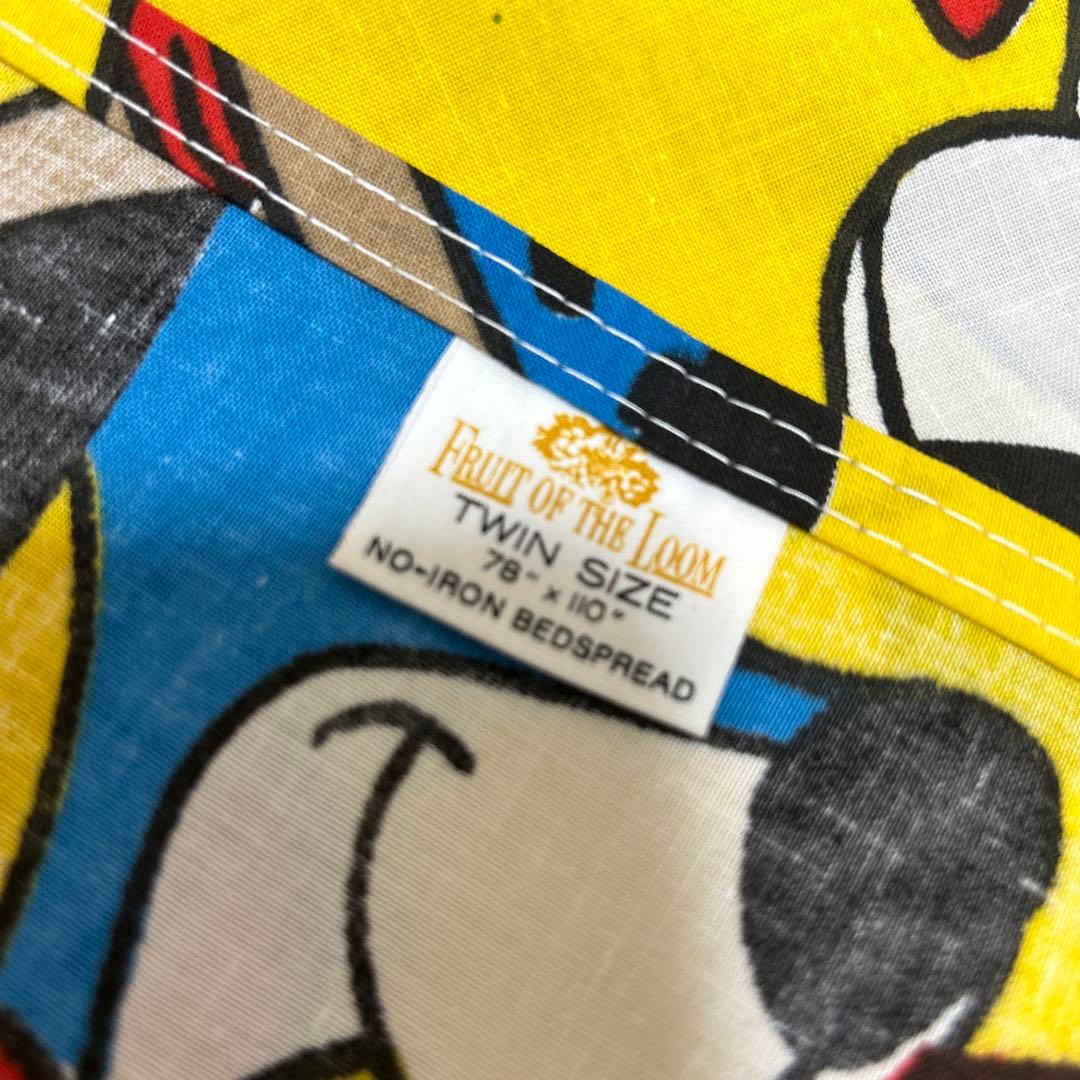 FRUIT OF THE LOOM
TWIN SIZE
78" x 110"
NO-IRON BEDSPREAD